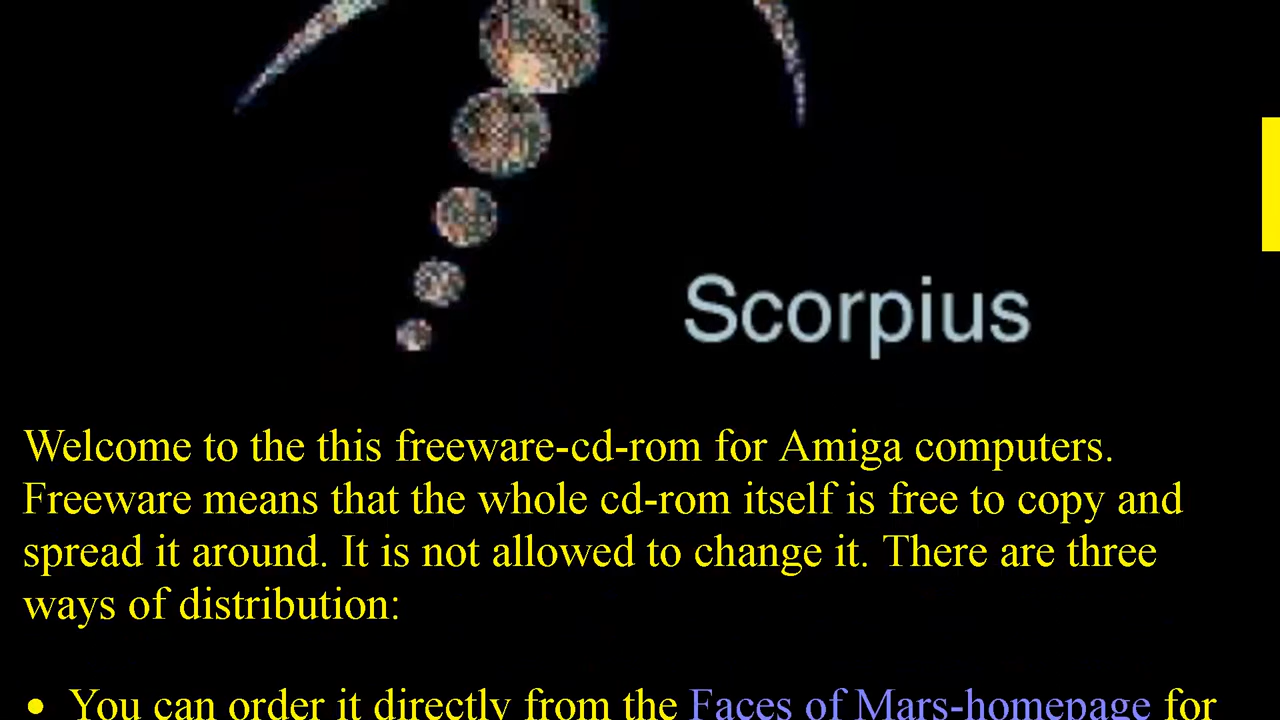 Scorpius
Welcome to the this freeware-cd-rom for Amiga computers.
Freeware means that the whole cd-rom itself is free to copy and
spread it around. It is not allowed to change it. There are three
ways of distribution:
• You can order it directly from the Faces of Mars-homepage for